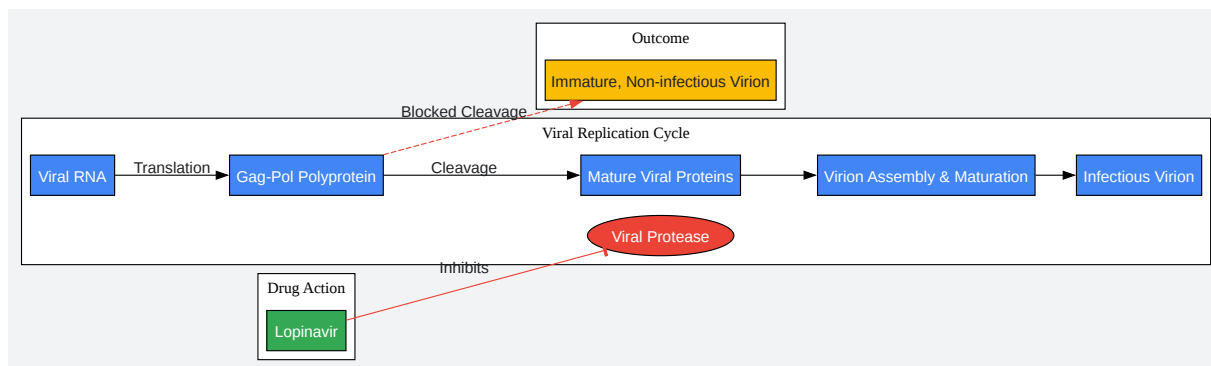 Outcome
Immature, Non-infectious Virion
Blocked Cleavage
Viral Replication Cycle
Viral RNA
Translation
Gag-Pol Polyprotein
Cleavage
Mature Viral Proteins
Virion Assembly & Maturation
Infectious Virion
Viral Protease
Inhibits
Drug Action
Lopinavir